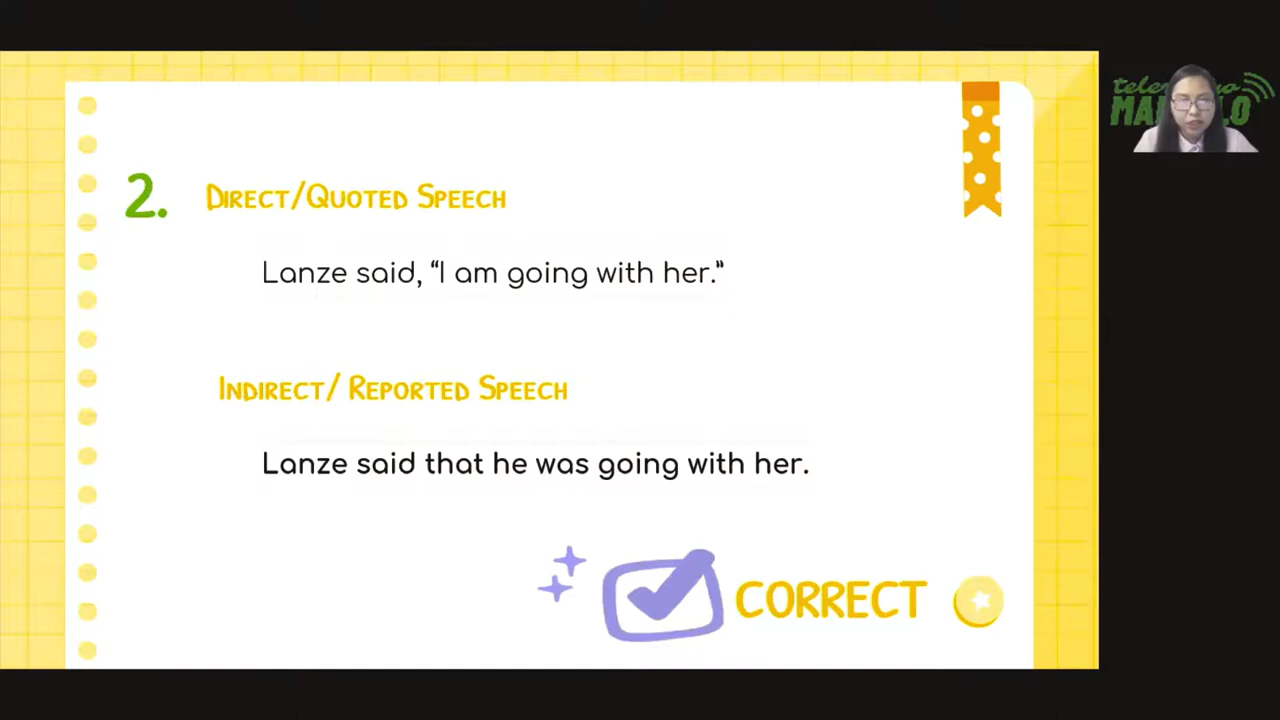 2. DIRECT/QUOTED SPEECH
Lanze said, “I am going with her.”
INDIRECT/ REPORTED SPEECH
Lanze said that he was going with her.
CORRECT